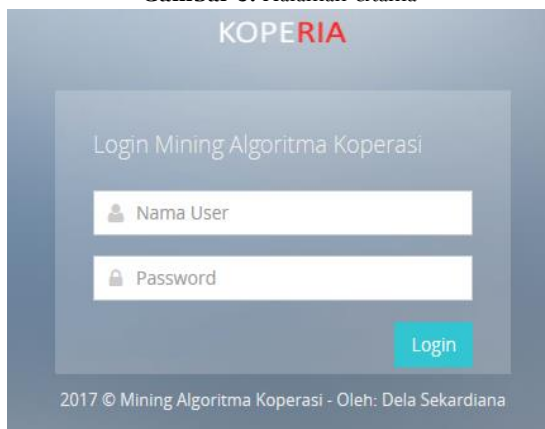 KOPERIA
Login Mining Algoritma Koperasi
Nama User
Password
Login
2017 © Mining Algoritma Koperasi - Oleh: Dela Sekardiana